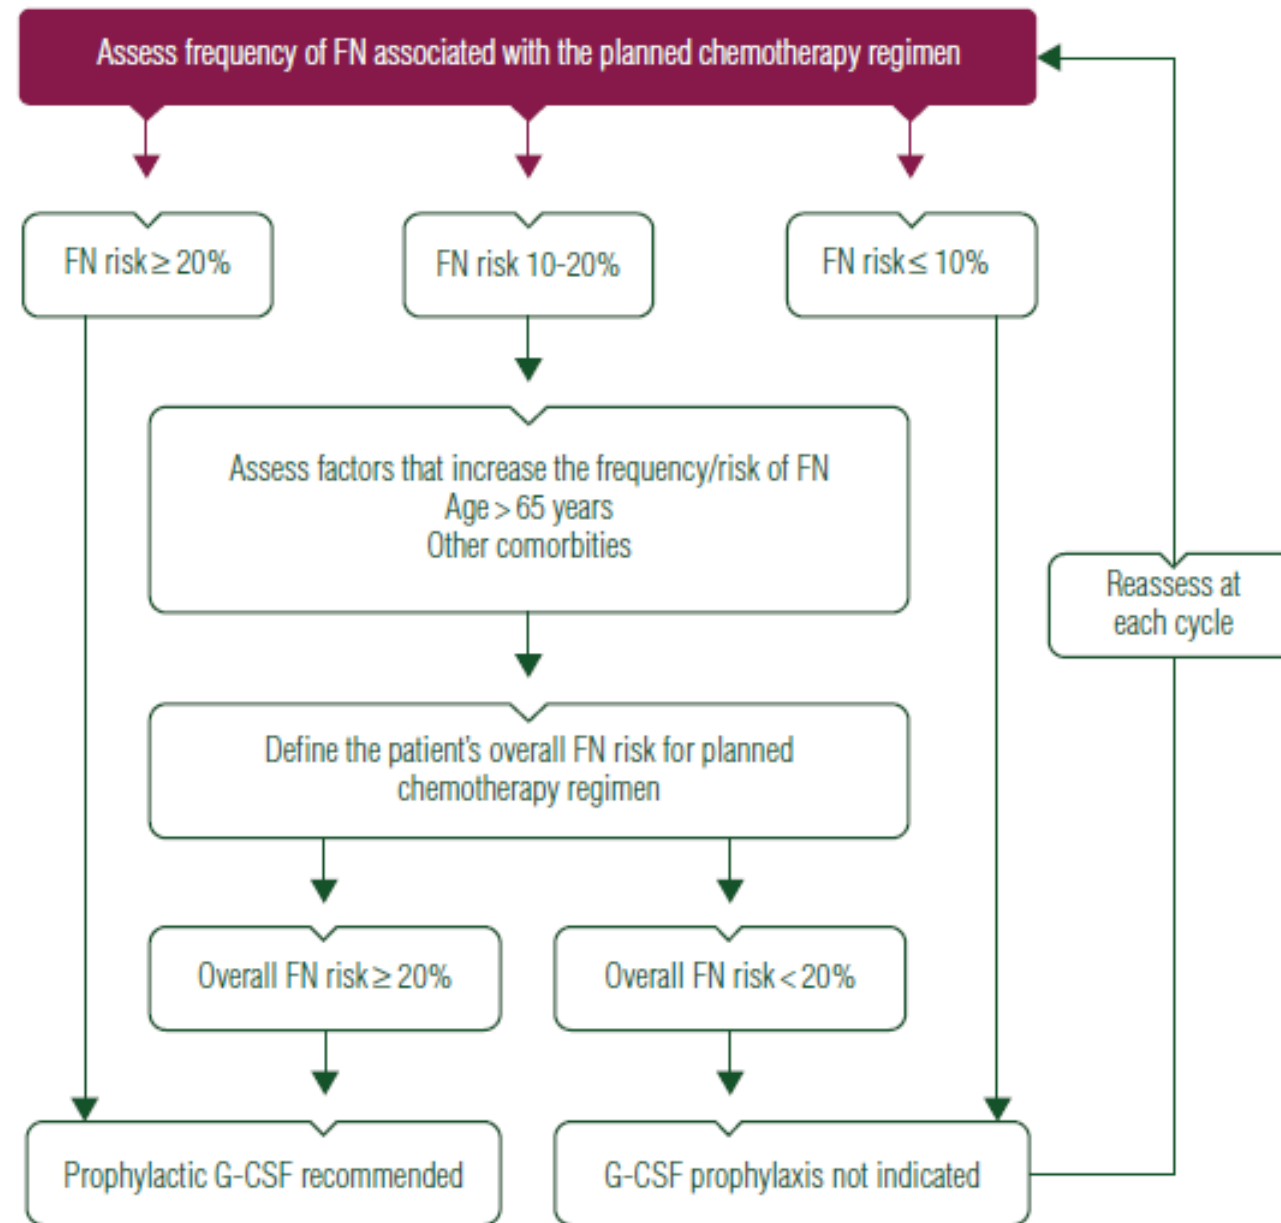 Assess frequency of FN associated with the planned chemotherapy regimen
FN risk ≥ 20%
FN risk 10-20%
FN risk ≤ 10%
Assess factors that increase the frequency/risk of FN
Age > 65 years
Other comorbities
Reassess at
each cycle
Define the patient's overall FN risk for planned
chemotherapy regimen
Overall FN risk ≥ 20%
Overall FN risk < 20%
Prophylactic G-CSF recommended
G-CSF prophylaxis not indicated